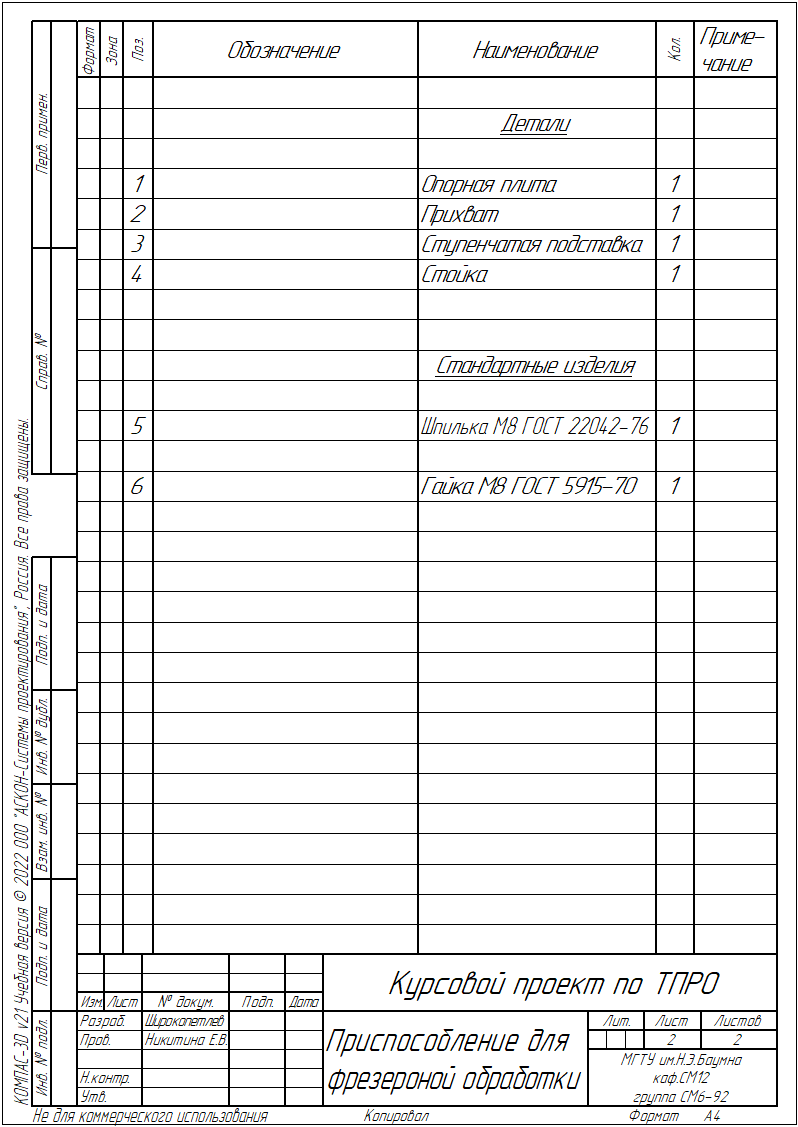 Формат
Зона
Поз.
Обозначение
Наименование
Кол.
Приме-
чание
Перв. примен.
Детали
1 Опорная плита 1
2 Прихват 1
3 Ступенчатая подставка 1
4 Стойка 1
Справ. №
Стандартные изделия
5 Шпилька М8 ГОСТ 22042-76 1
6 Гайка М8 ГОСТ 5915-70 1
Подп. и дата
Инв. № дубл.
Взам. инв. №
Подп. и дата
Инв. № подл.
КОМПАС-3D v21 Учебная версия © 2022 ООО "АСКОН-Системы проектирования", Россия. Все права защищены.
Изм. Лист № докум. Подп. Дата
Курсовой проект по ТПРО
Разраб. Широкопетлев
Пров. Никитина Е.В.
Н.контр.
Утв.
Приспособление для
фрезероной обработки
Лит. Лист Листов
2 2
МГТУ им.Н.Э.Баумна
каф.СМ12
группа СМ6-92
Не для коммерческого использования Копировал Формат А4